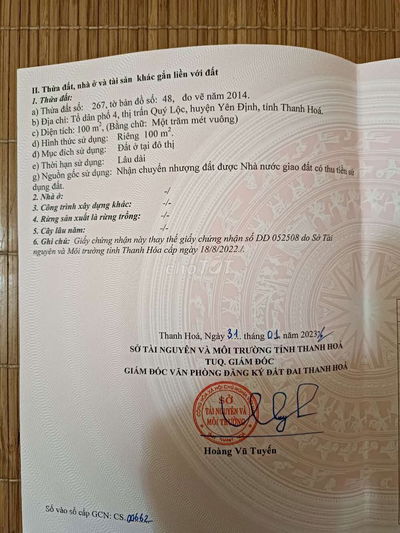 II. Thửa đất, nhà ở và tài sản khác gắn liền với đất
1. Thửa đất:
a) Thửa đất số: 267, tờ bản đồ số: 48, do vẽ năm 2014.
b) Địa chỉ: Tổ dân phố 4, thị trấn Quý Lộc, huyện Yên Định, tỉnh Thanh Hoá.
c) Diện tích: 100 m², (Bằng chữ: Một trăm mét vuông)
d) Hình thức sử dụng: Riêng 100 m².
đ) Mục đích sử dụng: Đất ở tại đô thị
e) Thời hạn sử dụng: Lâu dài
g) Nguồn gốc sử dụng: Nhận chuyển nhượng đất được Nhà nước giao đất có thu tiền sử
dụng đất.
2. Nhà ở: -/
3. Công trình xây dựng khác: -/-
4. Rừng sản xuất là rừng trồng: -/-
5. Cây lâu năm: -/-
6. Ghi chú: Giấy chứng nhận này thay thế giấy chứng nhận số DD 052508 do Sở Tài
nguyên và Môi trường tỉnh Thanh Hóa cấp ngày 18/8/2022./.
Thanh Hoá, Ngày 31 tháng 01 năm 2023
SỞ TÀI NGUYÊN VÀ MÔI TRƯỜNG TỈNH THANH HOÁ
TUQ. GIÁM ĐỐC
GIÁM ĐỐC VĂN PHÒNG ĐĂNG KÝ ĐẤT ĐAI THANH HOÁ
SỞ
TÀI NGUYÊN VÀ
MÔI TRƯỜNG
Hoàng Vũ Tuyến
Số vào sổ cấp GCN: CS.00662